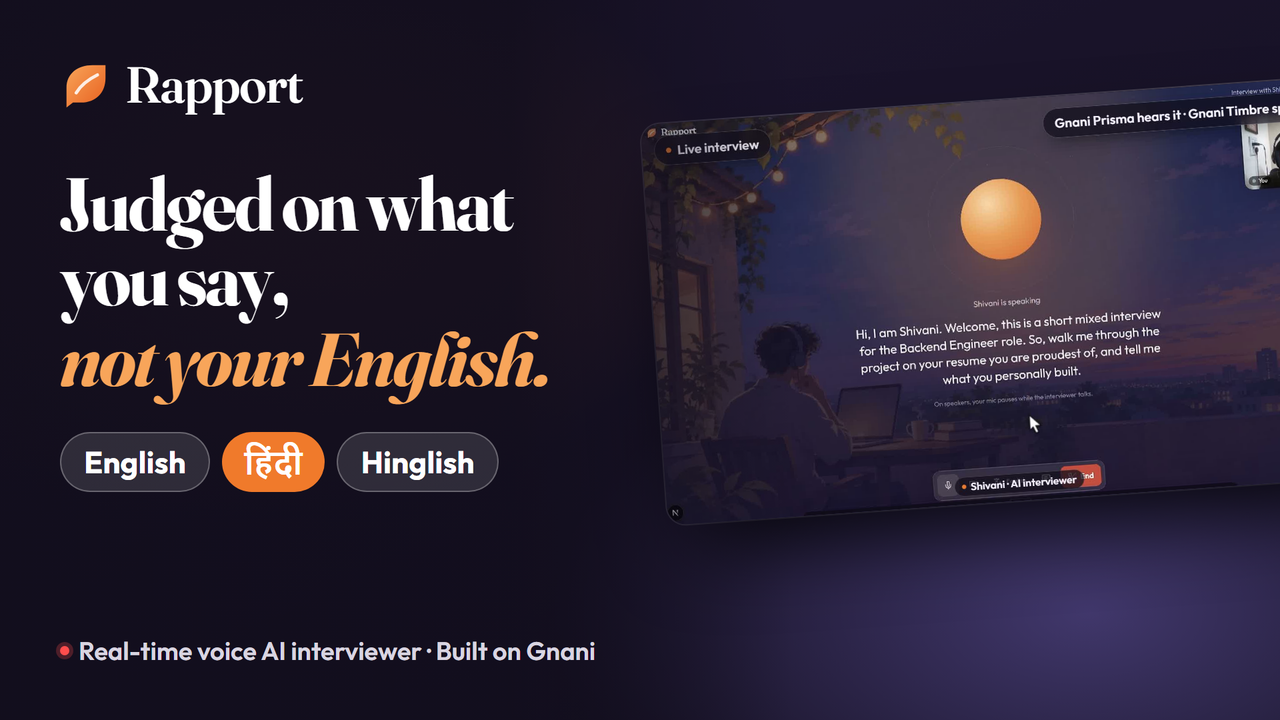 Rapport
Judged on what
you say,
not your English.
English
हिंदी
Hinglish
Real-time voice AI interviewer · Built on Gnani
Rapport
Live interview
Interview with
Gnani Prisma hears it · Gnani Timbre
You
Shivani is speaking
Hi, I am Shivani. Welcome, this is a short mixed interview
for the Backend Engineer role. So, walk me through the
project on your resume you are proudest of, and tell me
what you personally built.
On speakers, your mic pauses while the interviewer talks.
Shivani · AI interviewer
N